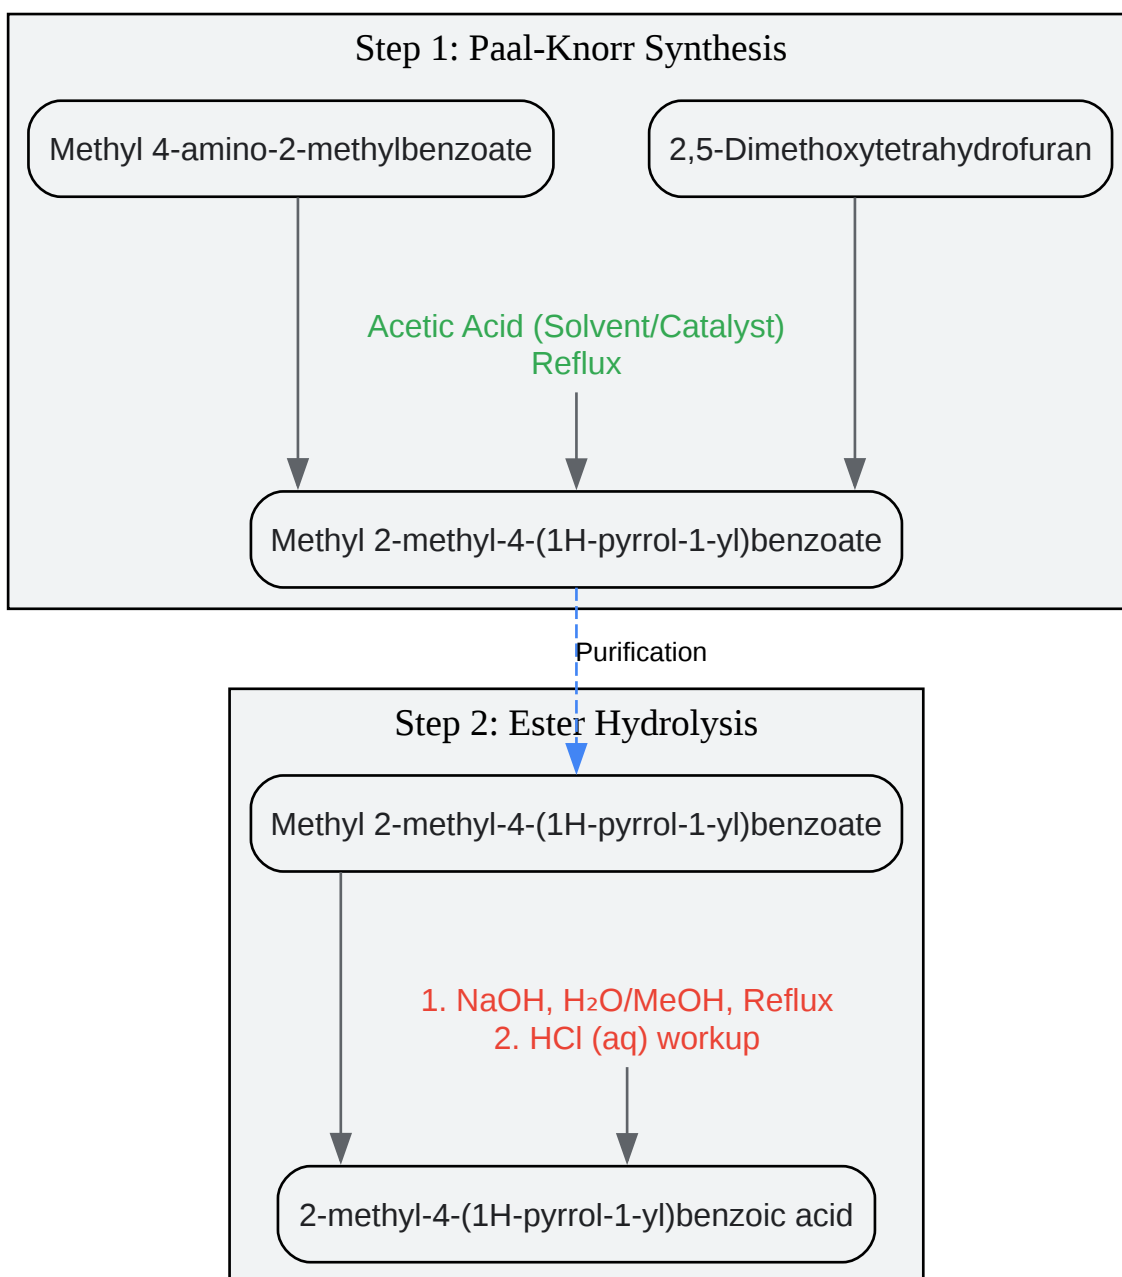 Step 1: Paal-Knorr Synthesis
Methyl 4-amino-2-methylbenzoate
2,5-Dimethoxytetrahydrofuran
Acetic Acid (Solvent/Catalyst)
Reflux
Methyl 2-methyl-4-(1H-pyrrol-1-yl)benzoate
Purification
Step 2: Ester Hydrolysis
Methyl 2-methyl-4-(1H-pyrrol-1-yl)benzoate
1. NaOH, H₂O/MeOH, Reflux
2. HCl (aq) workup
2-methyl-4-(1H-pyrrol-1-yl)benzoic acid